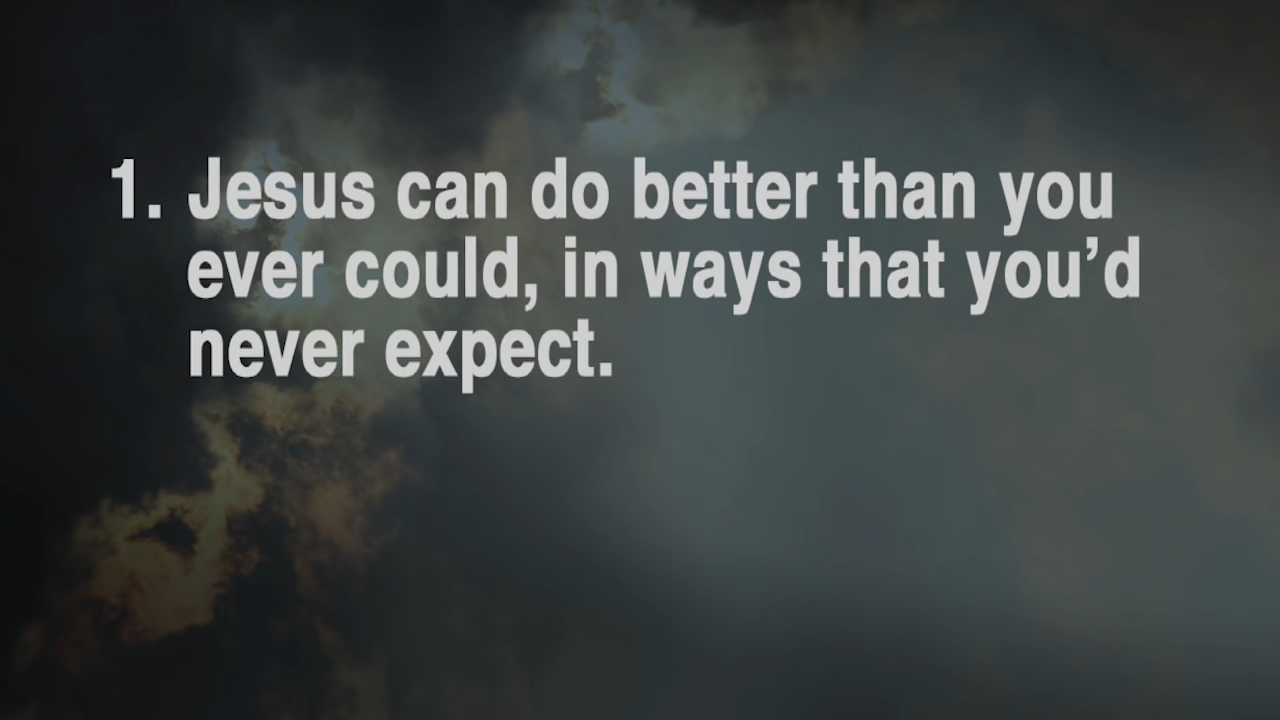 1. Jesus can do better than you
ever could, in ways that you’d
never expect.